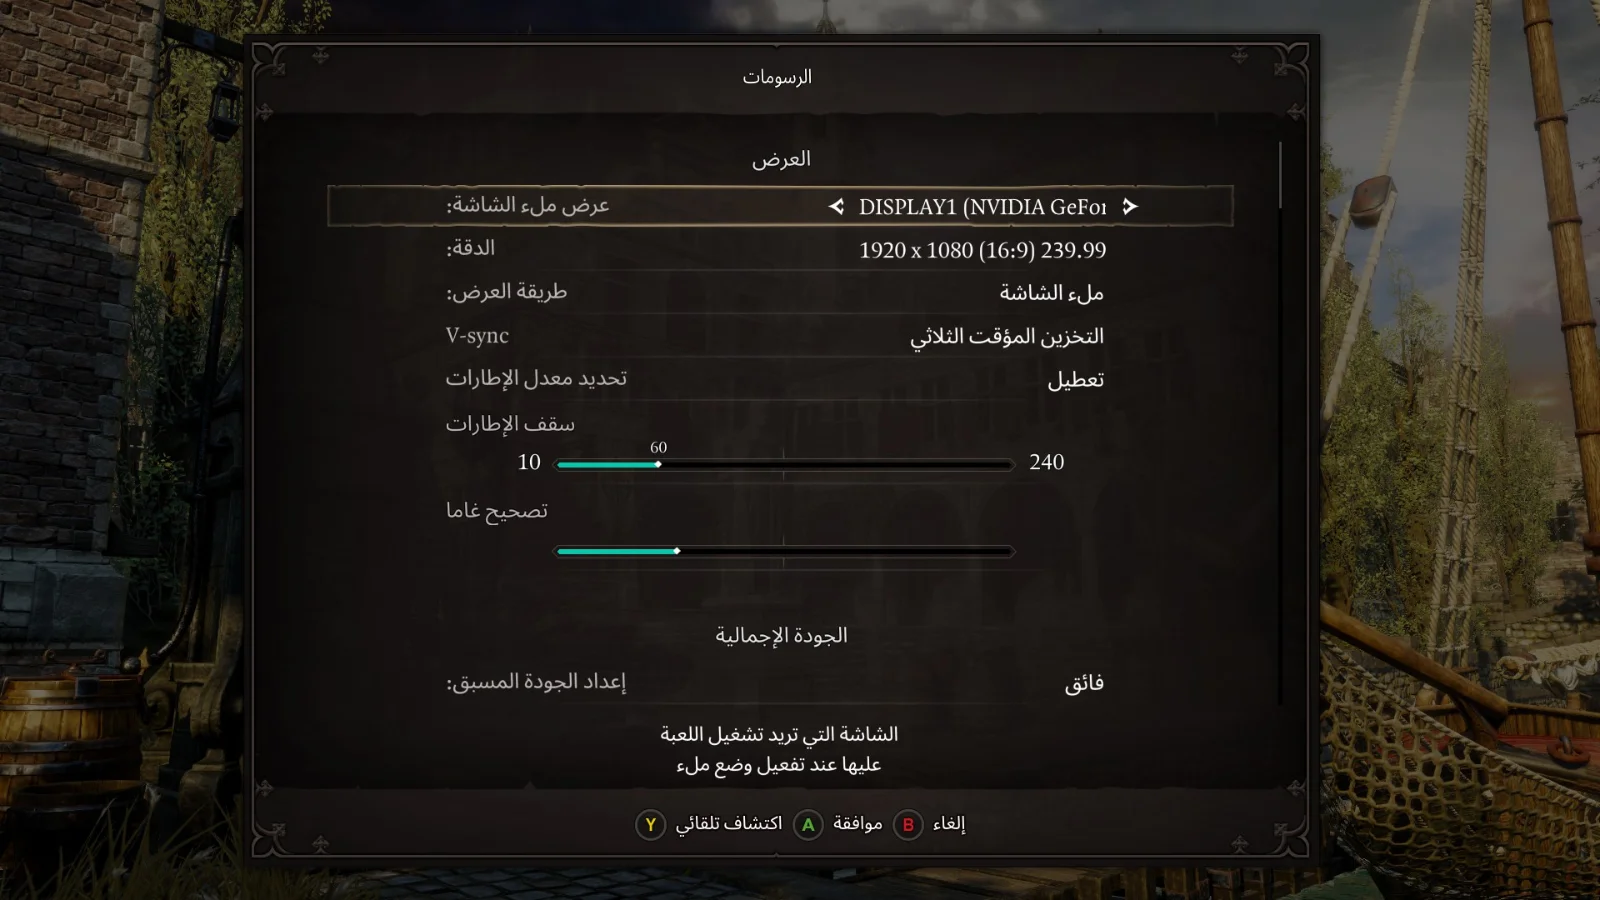 الرسومات
العرض
عرض ملء الشاشة:
DISPLAY1 (NVIDIA GeFor
الدقة:
1920 x 1080 (16:9) 239.99
طريقة العرض:
ملء الشاشة
V-sync
التخزين المؤقت الثلاثي
تحديد معدل الإطارات
تعطيل
سقف الإطارات
60
10
240
تصحيح غاما
الجودة الإجمالية
إعداد الجودة المسبق:
فائق
الشاشة التي تريد تشغيل اللعبة
عليها عند تفعيل وضع ملء
Y اكتشاف تلقائي A موافقة B إلغاء